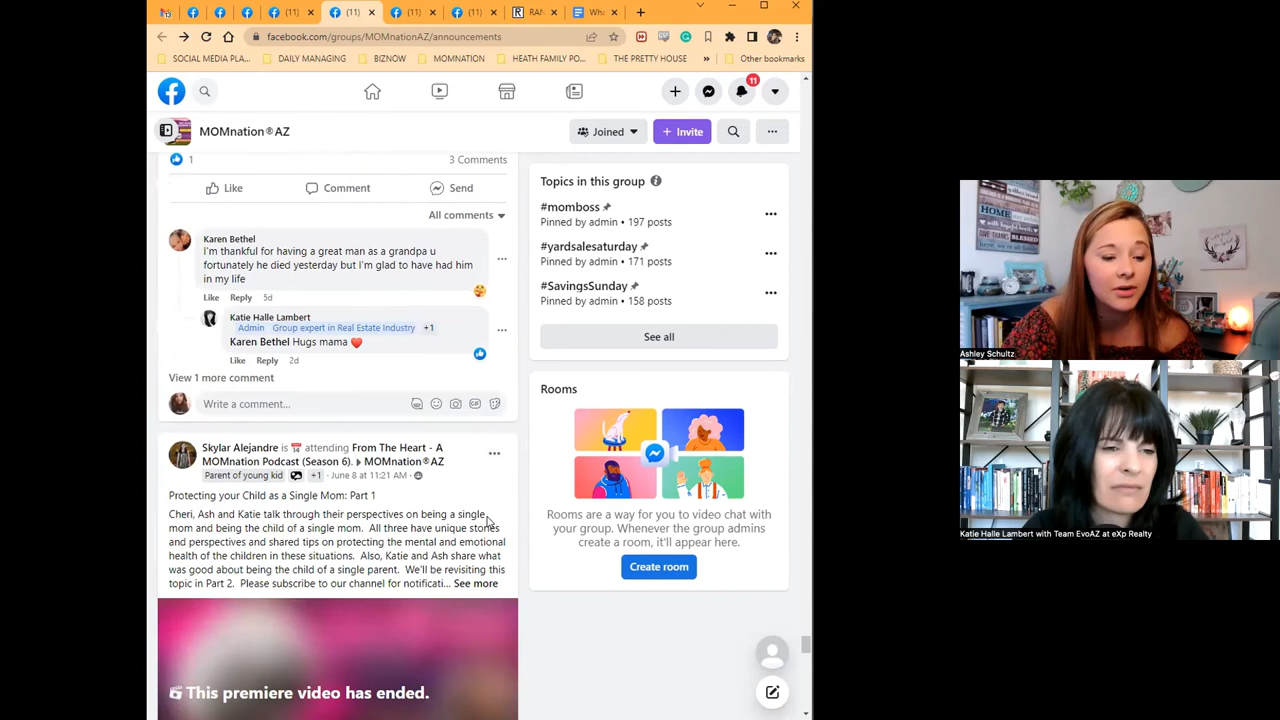 (11)
(11)
(11)
(11)
RAN
Wha
facebook.com/groups/MOMnationAZ/announcements
SOCIAL MEDIA PLA...
DAILY MANAGING
BIZNOW
MOMNATION
HEATH FAMILY PO...
THE PRETTY HOUSE
»
Other bookmarks
11
MOMnation®AZ
Joined
+ Invite
1
3 Comments
Like
Comment
Send
All comments
Karen Bethel
I'm thankful for having a great man as a grandpa u
fortunately he died yesterday but I'm glad to have had him
in my life
Like Reply 5d
Katie Halle Lambert
Admin Group expert in Real Estate Industry +1
Karen Bethel Hugs mama ❤
Like Reply 2d
View 1 more comment
Write a comment...
GIF
Skylar Alejandre is 📅 attending From The Heart - A
MOMnation Podcast (Season 6). ▸ MOMnation®AZ
Parent of young kid +1 · June 8 at 11:21 AM ·
Protecting your Child as a Single Mom: Part 1
Cheri, Ash and Katie talk through their perspectives on being a single
mom and being the child of a single mom. All three have unique stories
and perspectives and shared tips on protecting the mental and emotional
health of the children in these situations. Also, Katie and Ash share what
was good about being the child of a single parent. We'll be revisiting this
topic in Part 2. Please subscribe to our channel for notificati... See more
This premiere video has ended.
Topics in this group
#momboss
Pinned by admin • 197 posts
#yardsalesaturday
Pinned by admin • 171 posts
#SavingsSunday
Pinned by admin • 158 posts
See all
Rooms
Rooms are a way for you to video chat with
your group. Whenever the group admins
create a room, it'll appear here.
Create room
HOME
BLESSED
Ashley Schultz
Katie Halle Lambert with Team EvoAZ at eXp Realty